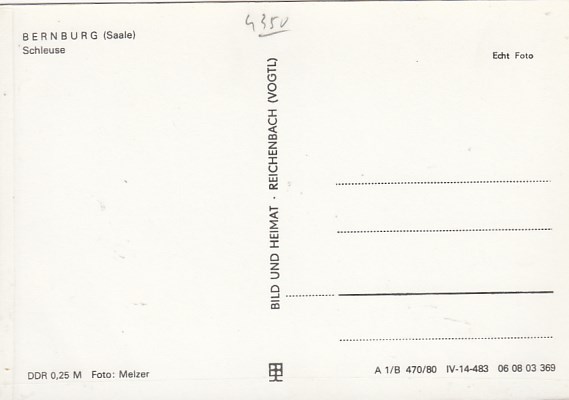 4350
BERNBURG (Saale)
Schleuse
Echt Foto
BILD UND HEIMAT · REICHENBACH (VOGTL)
DDR 0,25 M Foto: Melzer
A 1/B 470/80 IV-14-483 06 08 03 369